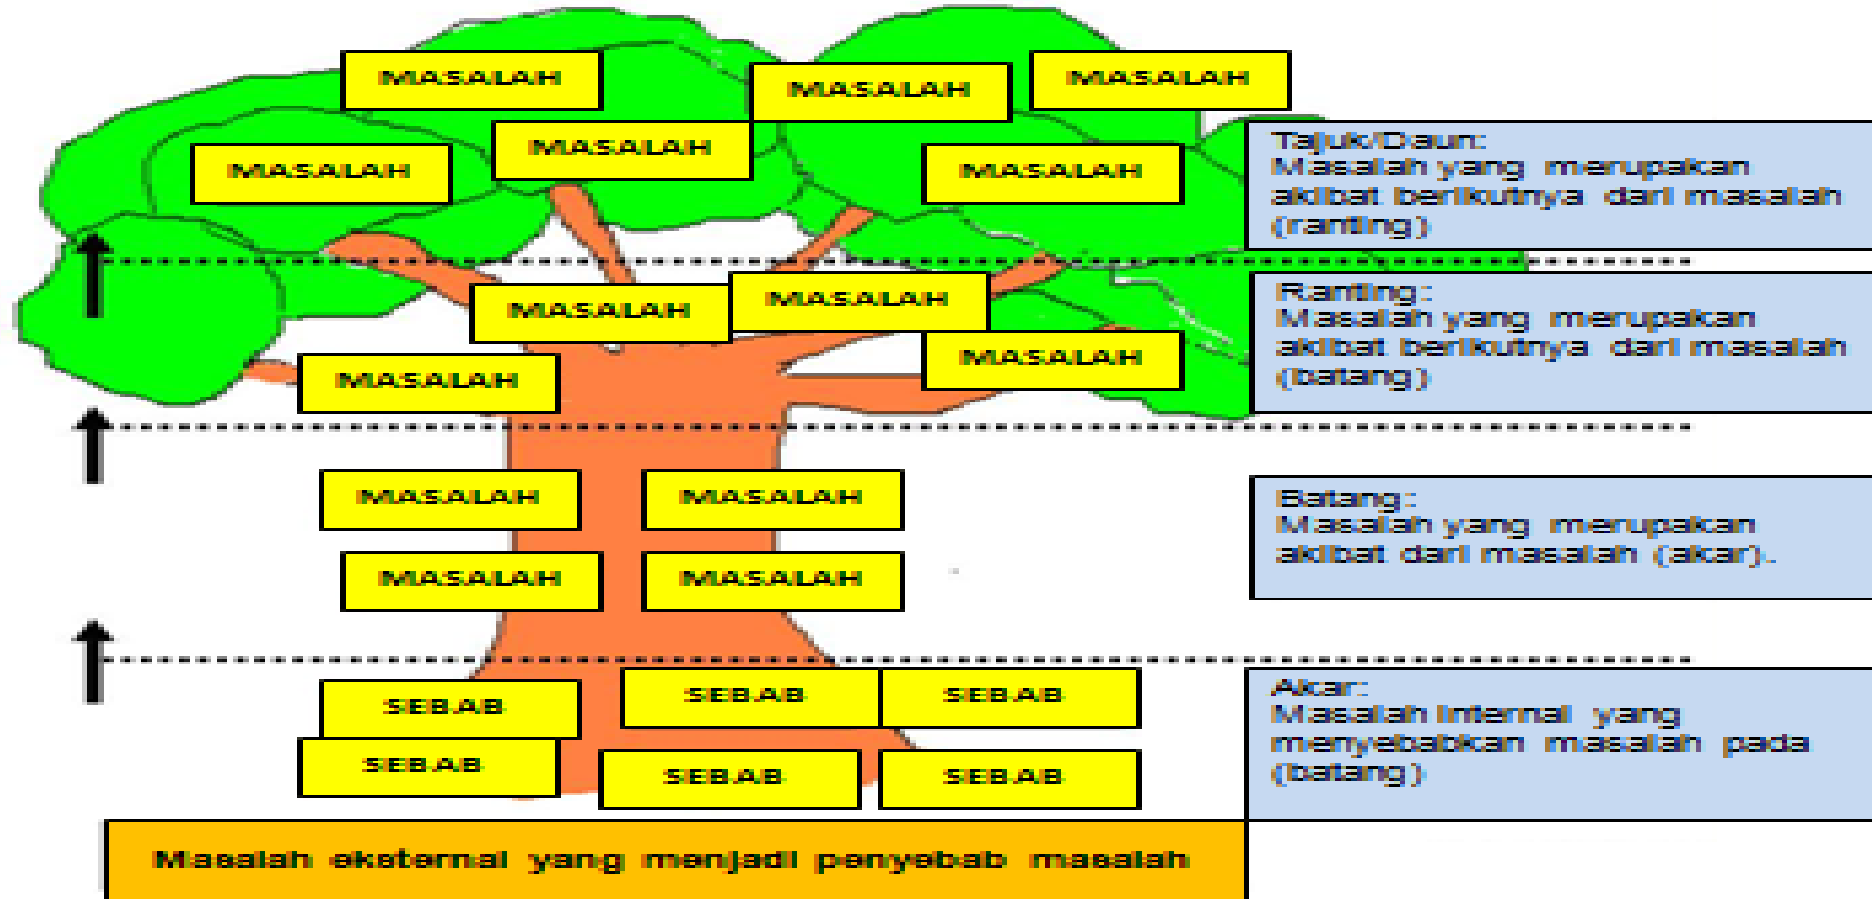 MASALAH
MASALAH
MASALAH
MASALAH
MASALAH
MASALAH
Tajuk/Daun:
Masalah yang merupakan
akibat berikutnya dari masalah
(ranting)
MASALAH
MASALAH
MASALAH
MASALAH
Ranting:
Masalah yang merupakan
akibat berikutnya dari masalah
(batang)
MASALAH
MASALAH
MASALAH
MASALAH
Batang:
Masalah yang merupakan
akibat dari masalah (akar).
SEBAB
SEBAB
SEBAB
SEBAB
SEBAB
SEBAB
Akar:
Masalah internal yang
menyebabkan masalah pada
(batang)
Masalah eksternal yang menjadi penyebab masalah